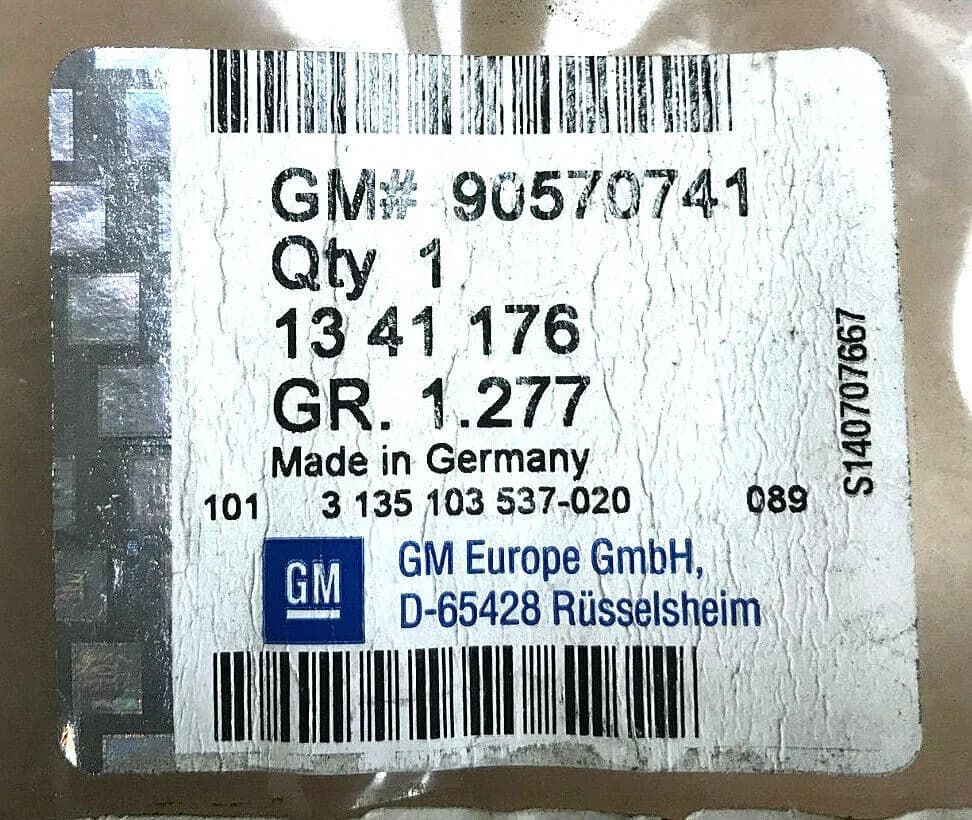 GM# 90570741
Qty 1
13 41 176
GR. 1.277
Made in Germany
101 3 135 103 537-020 089
S140707667
GM
GM Europe GmbH,
D-65428 Rüsselsheim